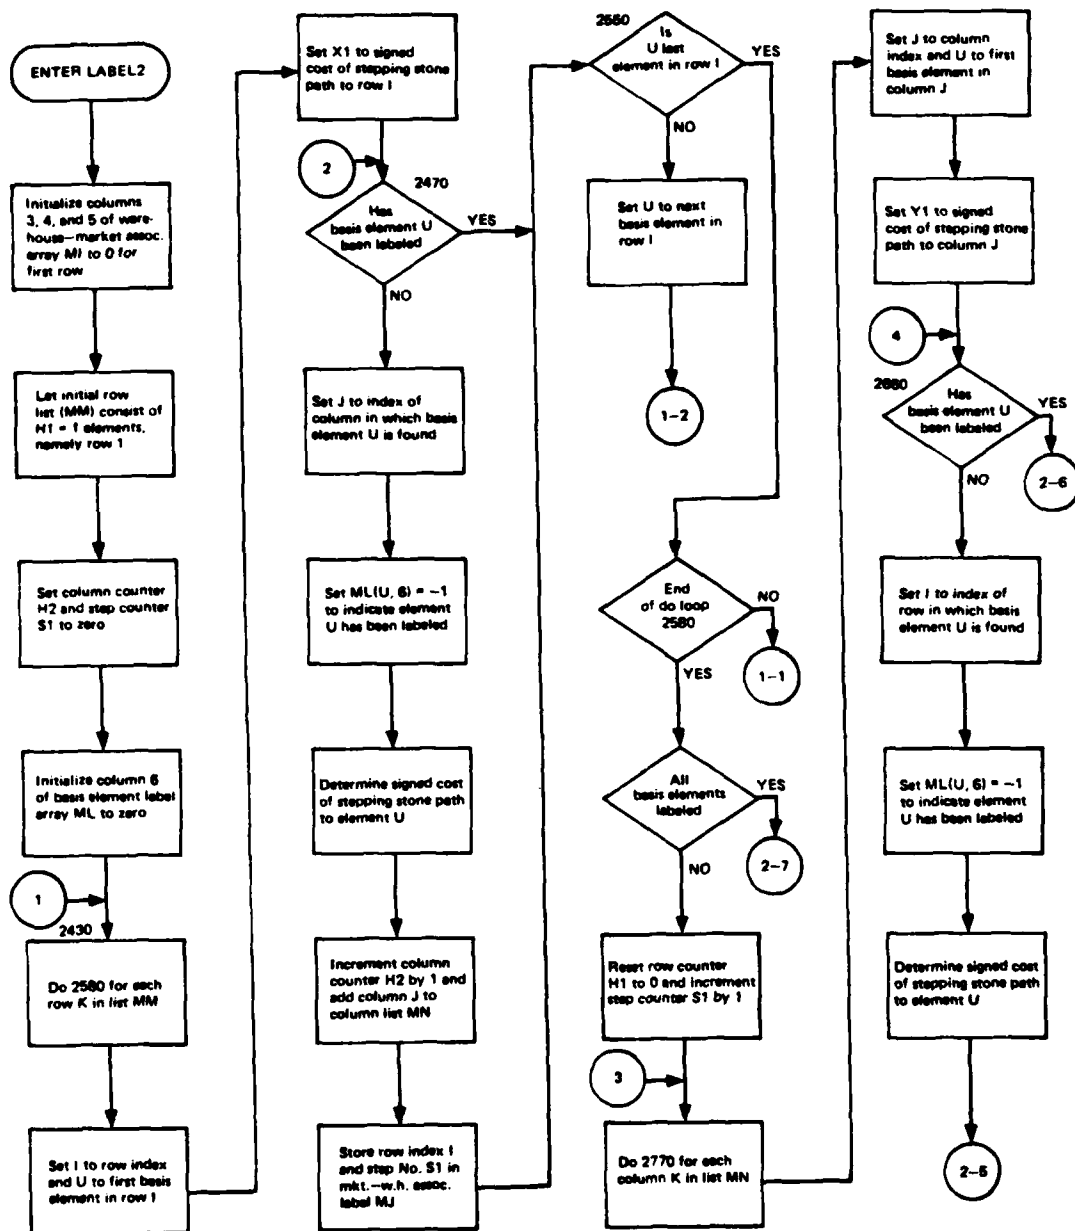 ENTER LABEL2
Initialize columns
3, 4, and 5 of ware-
house—market assoc.
array MI to 0 for
first row
Let initial row
list (MM) consist of
H1 = 1 elements,
namely row 1
Set column counter
H2 and step counter
S1 to zero
Initialize column 6
of basis element label
array ML to zero
1
2430
Do 2580 for each
row K in list MM
Set I to row index
and U to first basis
element in row I
Set X1 to signed
cost of stepping stone
path to row I
2
2470
Has
basis element U
been labeled
YES
NO
Set J to index of
column in which basis
element U is found
Set ML(U, 6) = −1
to indicate element
U has been labeled
Determine signed cost
of stepping stone path
to element U
Increment column
counter H2 by 1 and
add column J to
column list MN
Store row index I
and step No. S1 in
mkt.—w.h. assoc.
label MJ
2560
Is
U last
element in row I
YES
NO
Set U to next
basis element in
row I
1—2
End
of do loop
2580
NO
1—1
YES
All
basis elements
labeled
YES
2—7
NO
Reset row counter
H1 to 0 and increment
step counter S1 by 1
3
Do 2770 for each
column K in list MN
Set J to column
index and U to first
basis element in
column J
Set Y1 to signed
cost of stepping stone
path to column J
4
2660
Has
basis element U
been labeled
YES
2—6
NO
Set I to index of
row in which basis
element U is found
Set ML(U, 6) = −1
to indicate element
U has been labeled
Determine signed cost
of stepping stone path
to element U
2—5